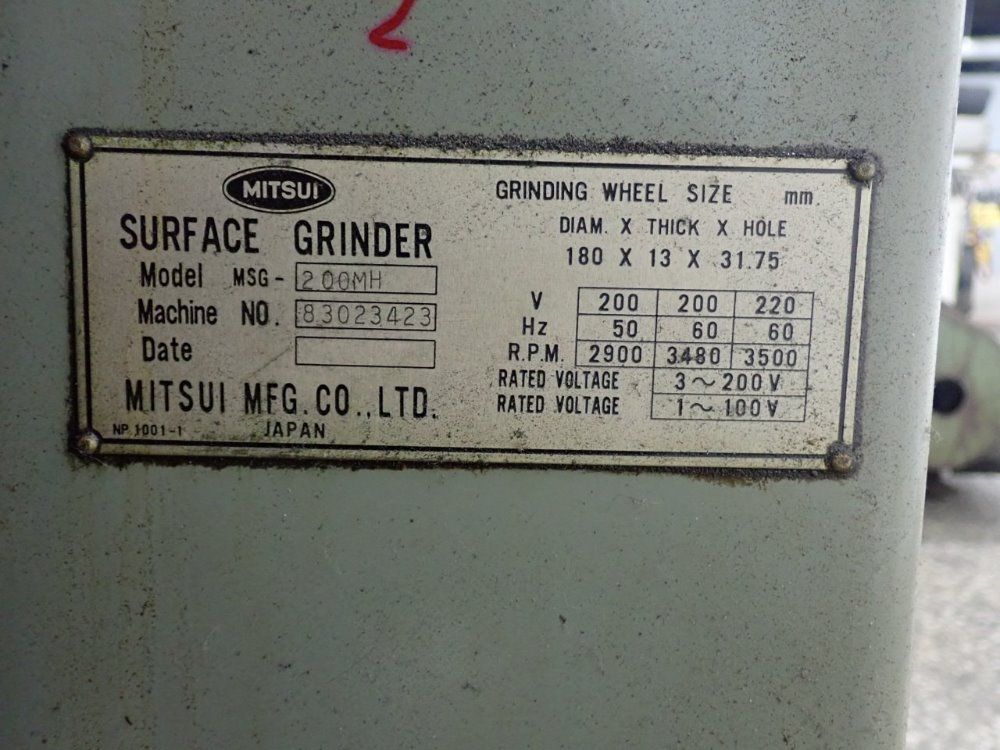 2
MITSUI
SURFACE GRINDER
Model MSG-200MH
Machine NO. 83023423
Date
MITSUI MFG. CO., LTD.
NP 1001-1 JAPAN
GRINDING WHEEL SIZE mm.
DIAM. X THICK X HOLE
180 X 13 X 31.75
V 200 200 220
Hz 50 60 60
R.P.M. 2900 3480 3500
RATED VOLTAGE 3~200V
RATED VOLTAGE 1~100V